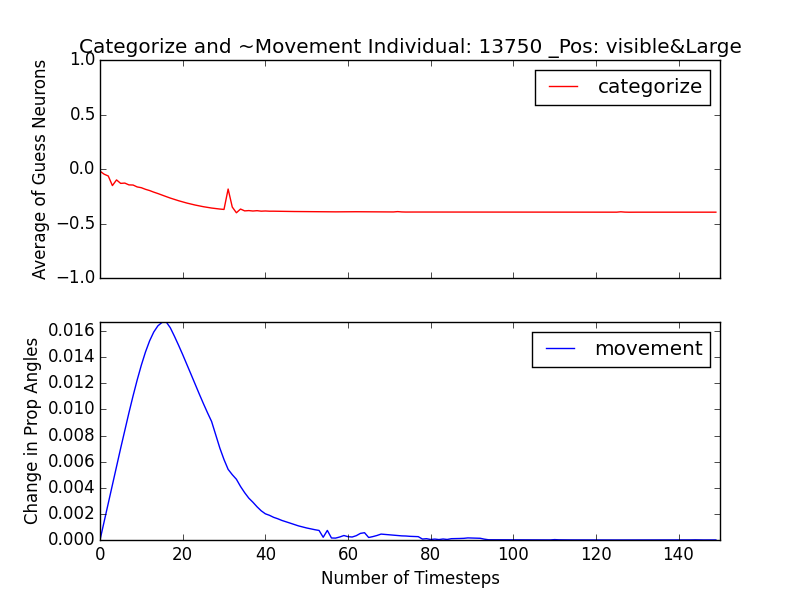 Categorize and ~Movement Individual: 13750 _Pos: visible&Large
1.0
0.5
0.0
−0.5
−1.0
Average of Guess Neurons
categorize
0.016
0.014
0.012
0.010
0.008
0.006
0.004
0.002
0.000
Change in Prop Angles
movement
0 20 40 60 80 100 120 140
Number of Timesteps